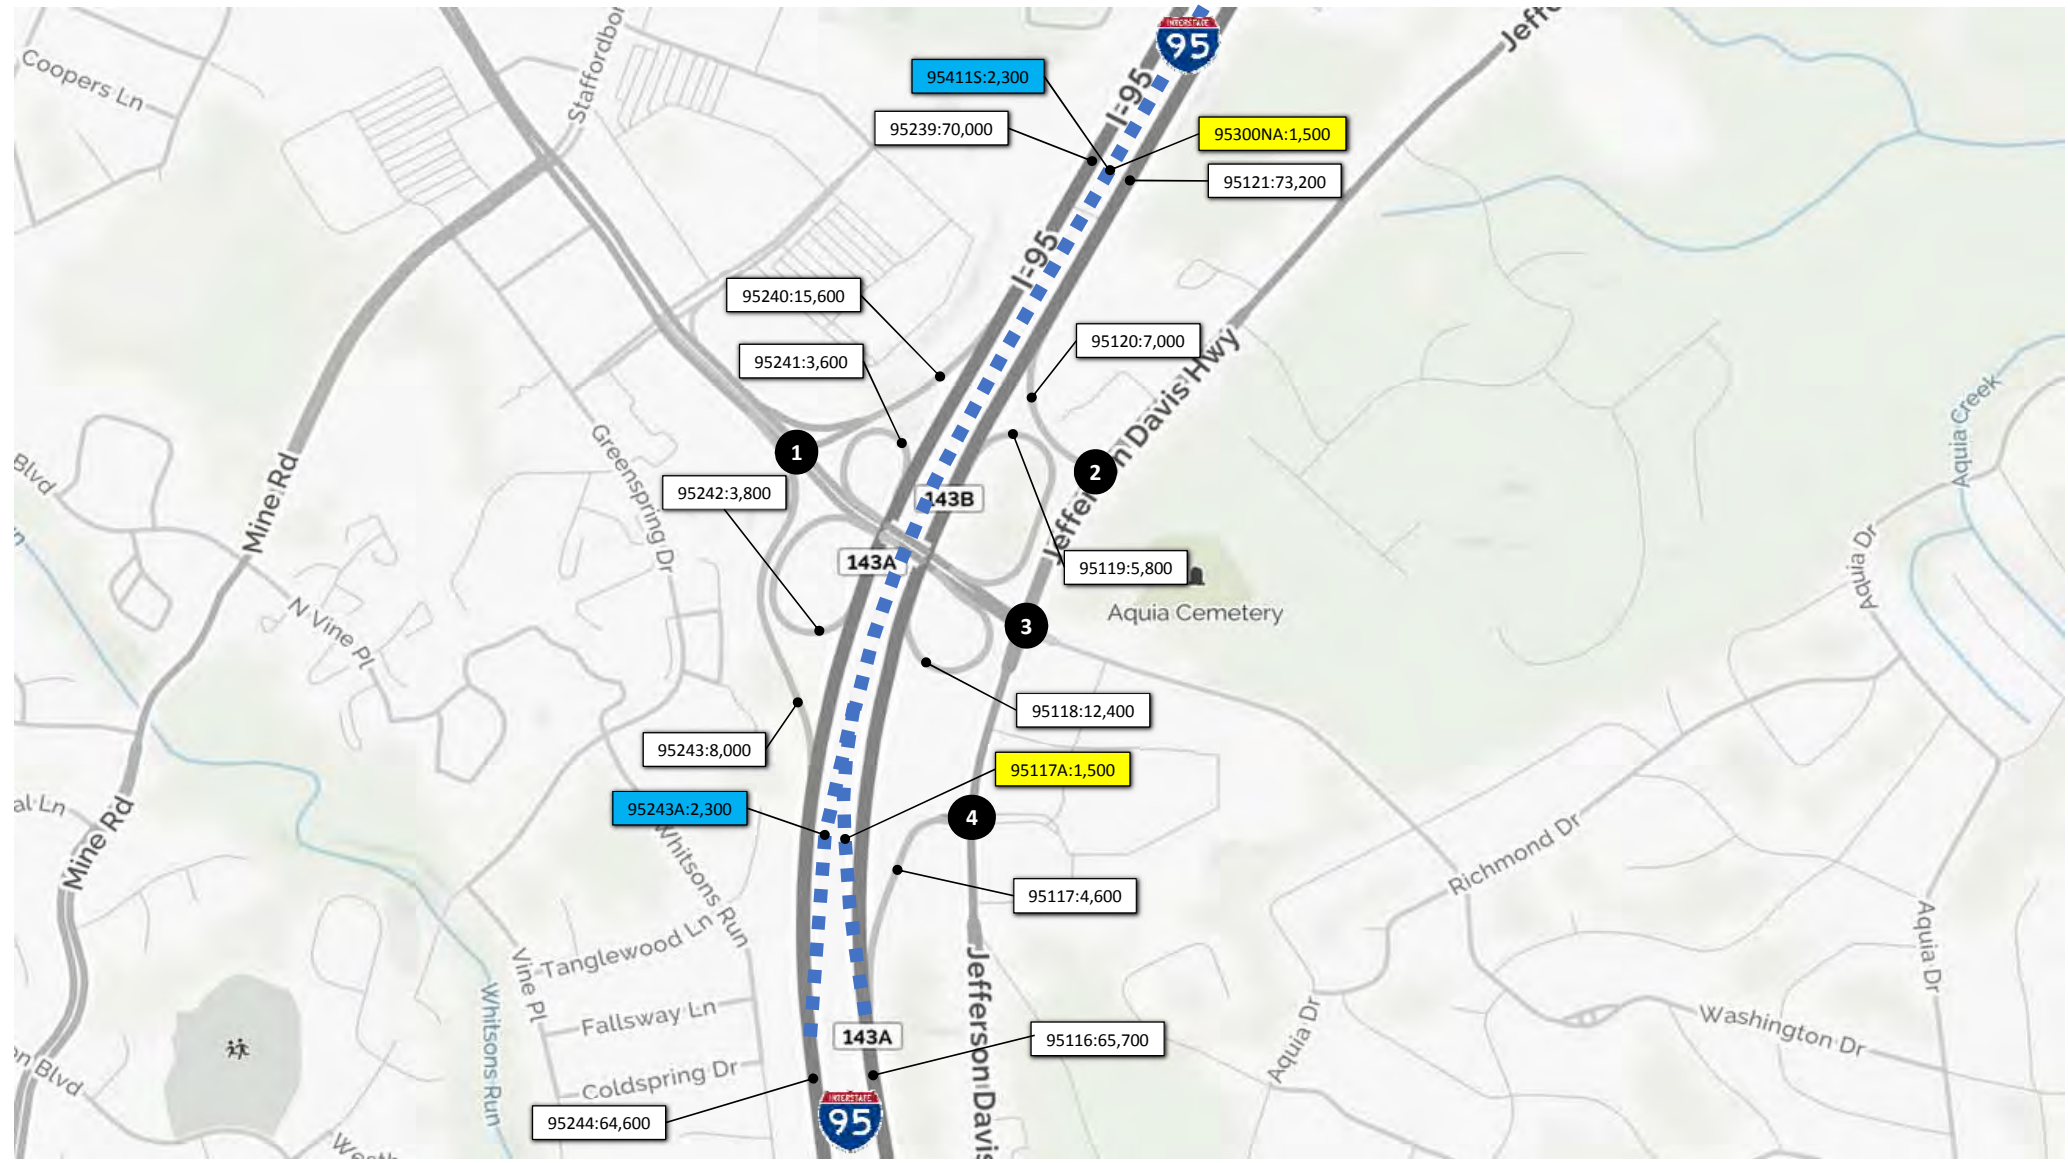 Coopers Ln
Staffordbor
INTERSTATE
95
Jeffe
95411S:2,300
I-95
95239:70,000
95300NA:1,500
95121:73,200
I-95
95240:15,600
95120:7,000
95241:3,600
Jefferson Davis Hwy
Aquia Creek
Greenspring Dr
1
2
Blvd
Mine Rd
95242:3,800
143B
143A
95119:5,800
Aquia Cemetery
Aquia Dr
N Vine Pl
3
95118:12,400
95243:8,000
95117A:1,500
95243A:2,300
4
al Ln
Mine Rd
Whitsons Run
Richmond Dr
95117:4,600
Tanglewood Ln
Vine Pl
Aquia Dr
Whitsons Run
Fallsway Ln
143A
95116:65,700
Jefferson Davis
Aquia Dr
Washington Dr
on Blvd
Coldspring Dr
INTERSTATE
95
95244:64,600